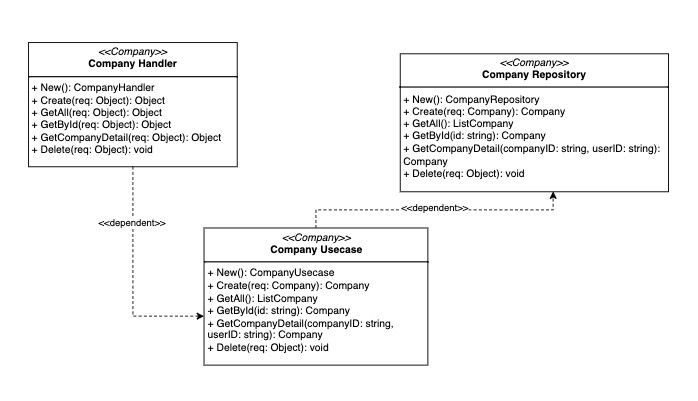 <<Company>>
Company Handler
+ New(): CompanyHandler
+ Create(req: Object): Object
+ GetAll(req: Object): Object
+ GetById(req: Object): Object
+ GetCompanyDetail(req: Object): Object
+ Delete(req: Object): void
<<Company>>
Company Repository
+ New(): CompanyRepository
+ Create(req: Company): Company
+ GetAll(): ListCompany
+ GetById(id: string): Company
+ GetCompanyDetail(companyID: string, userID: string):
Company
+ Delete(req: Object): void
<<dependent>>
<<dependent>>
<<Company>>
Company Usecase
+ New(): CompanyUsecase
+ Create(req: Company): Company
+ GetAll(): ListCompany
+ GetById(id: string): Company
+ GetCompanyDetail(companyID: string,
userID: string): Company
+ Delete(req: Object): void